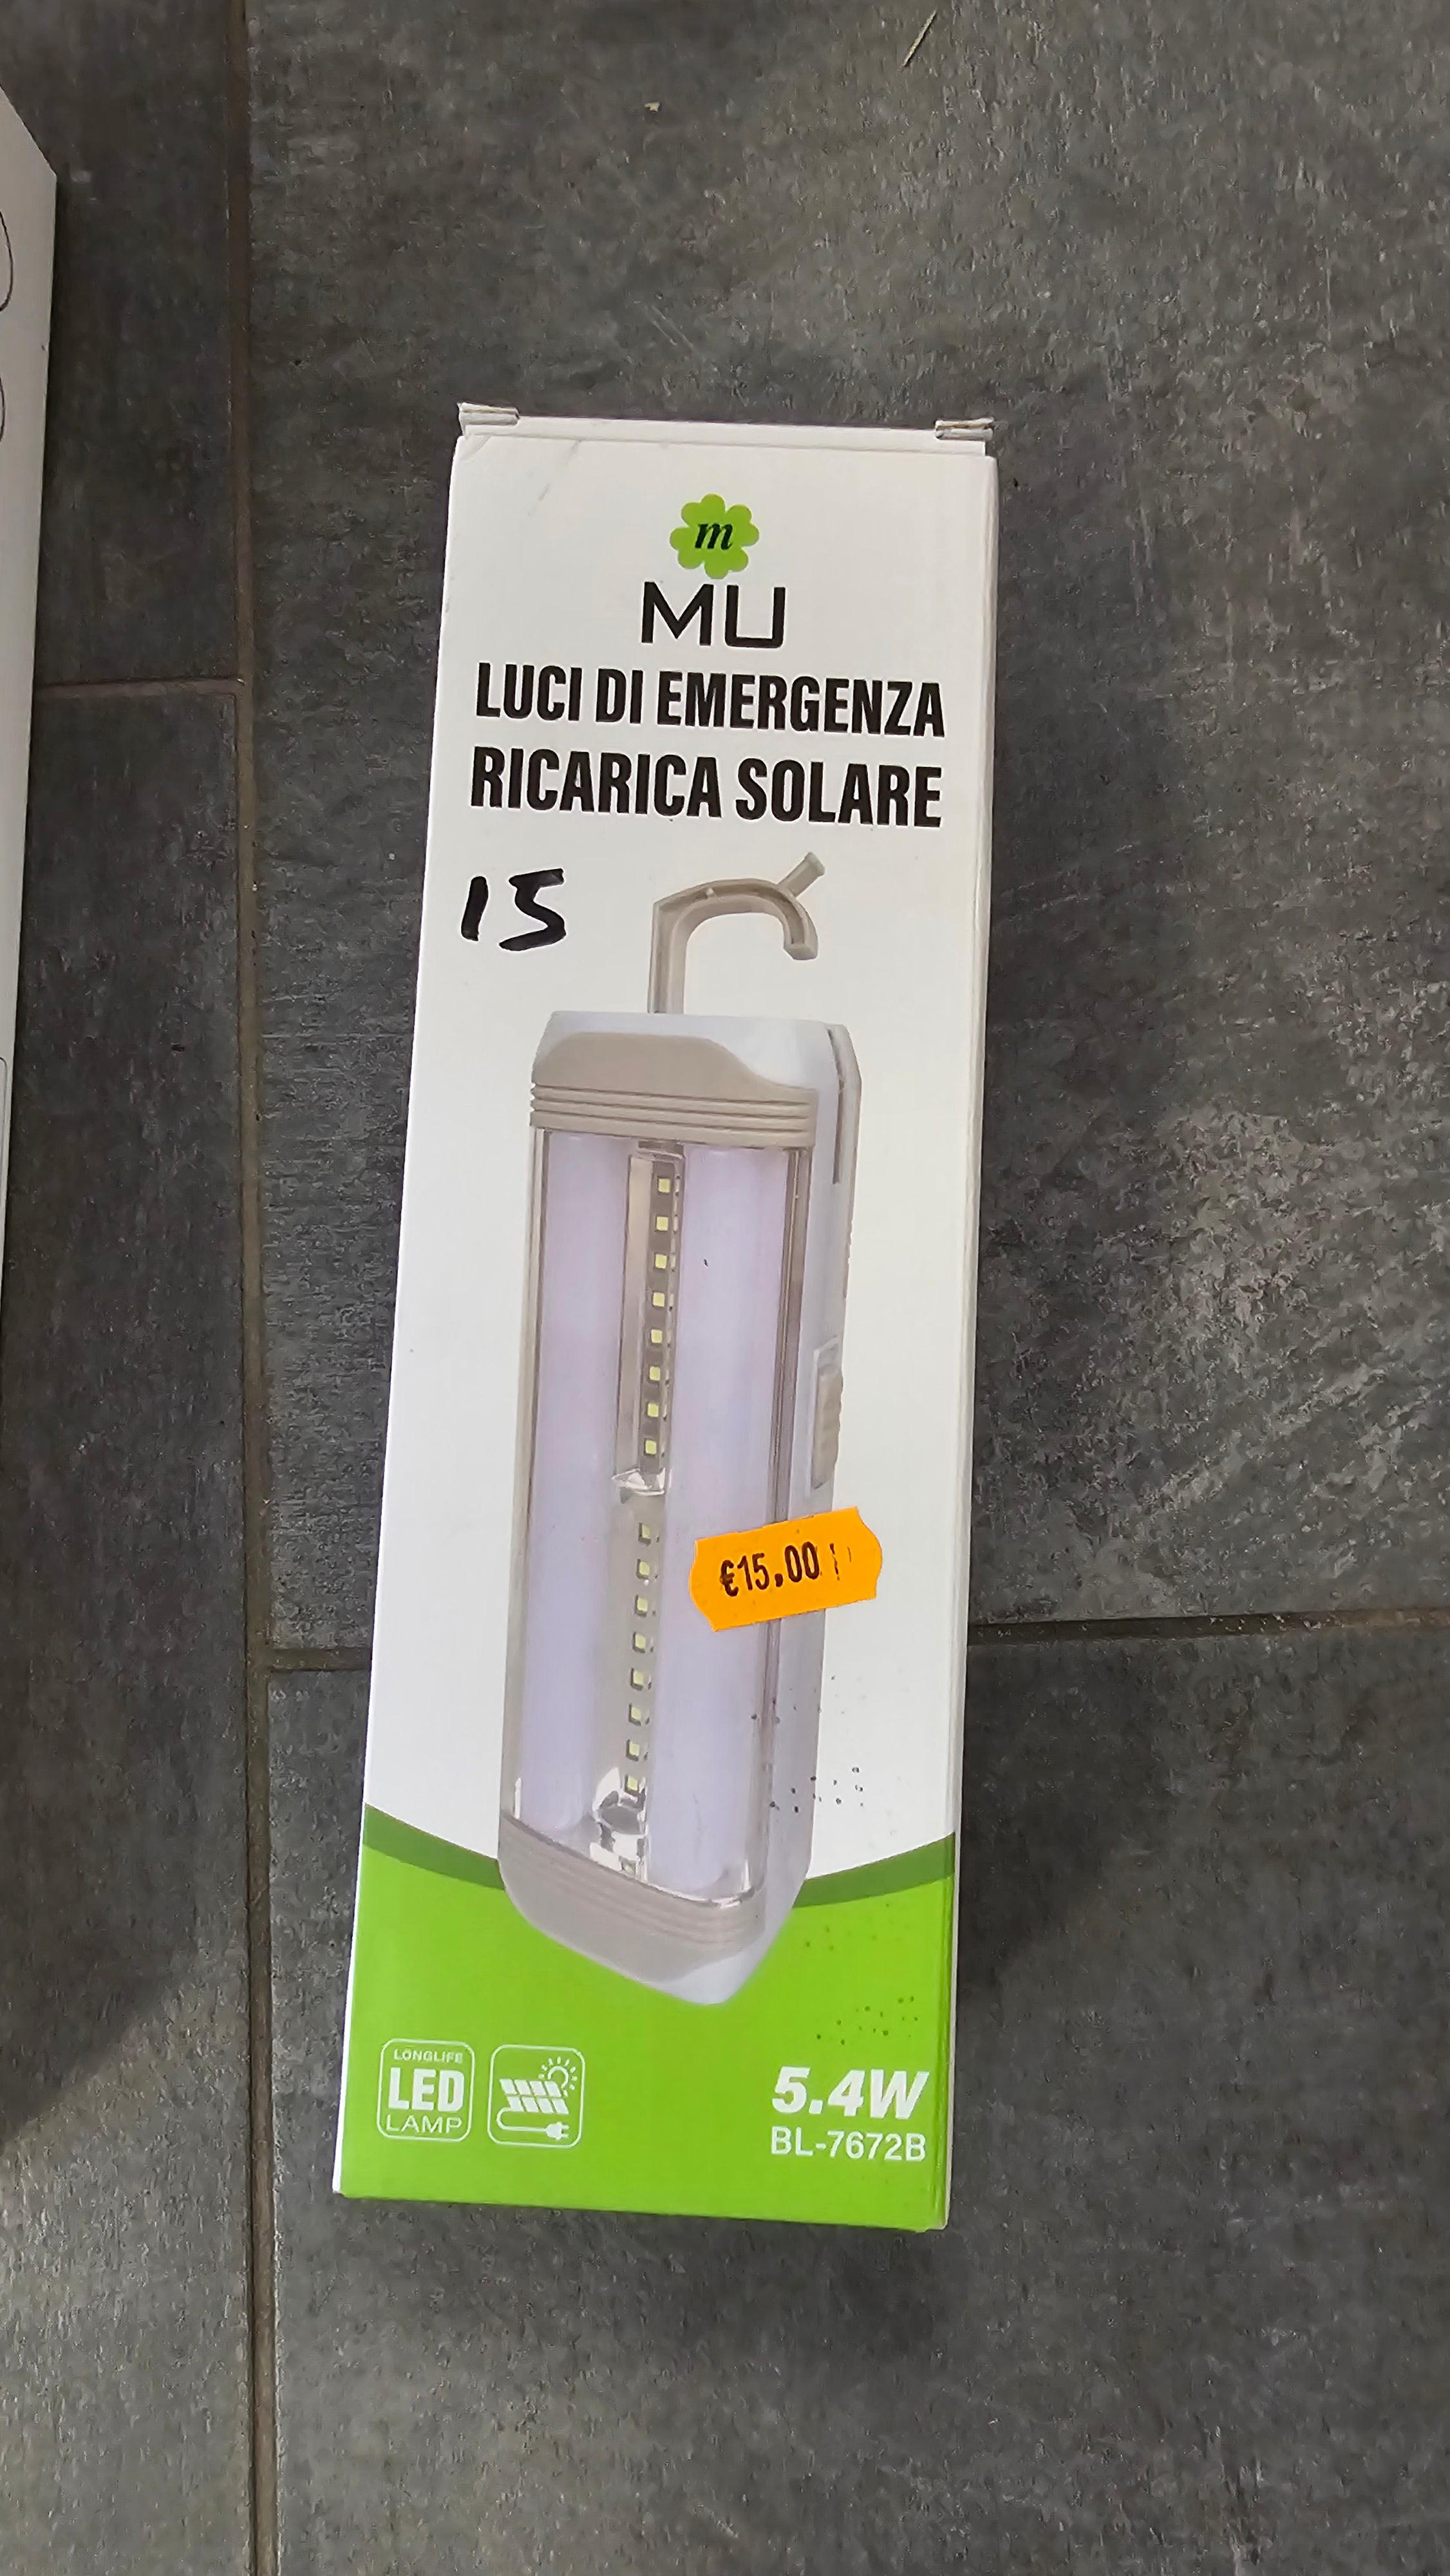 m
MU
LUCI DI EMERGENZA
RICARICA SOLARE
15
€15,00
LONGLIFE
LED
LAMP
5.4W
BL-7672B